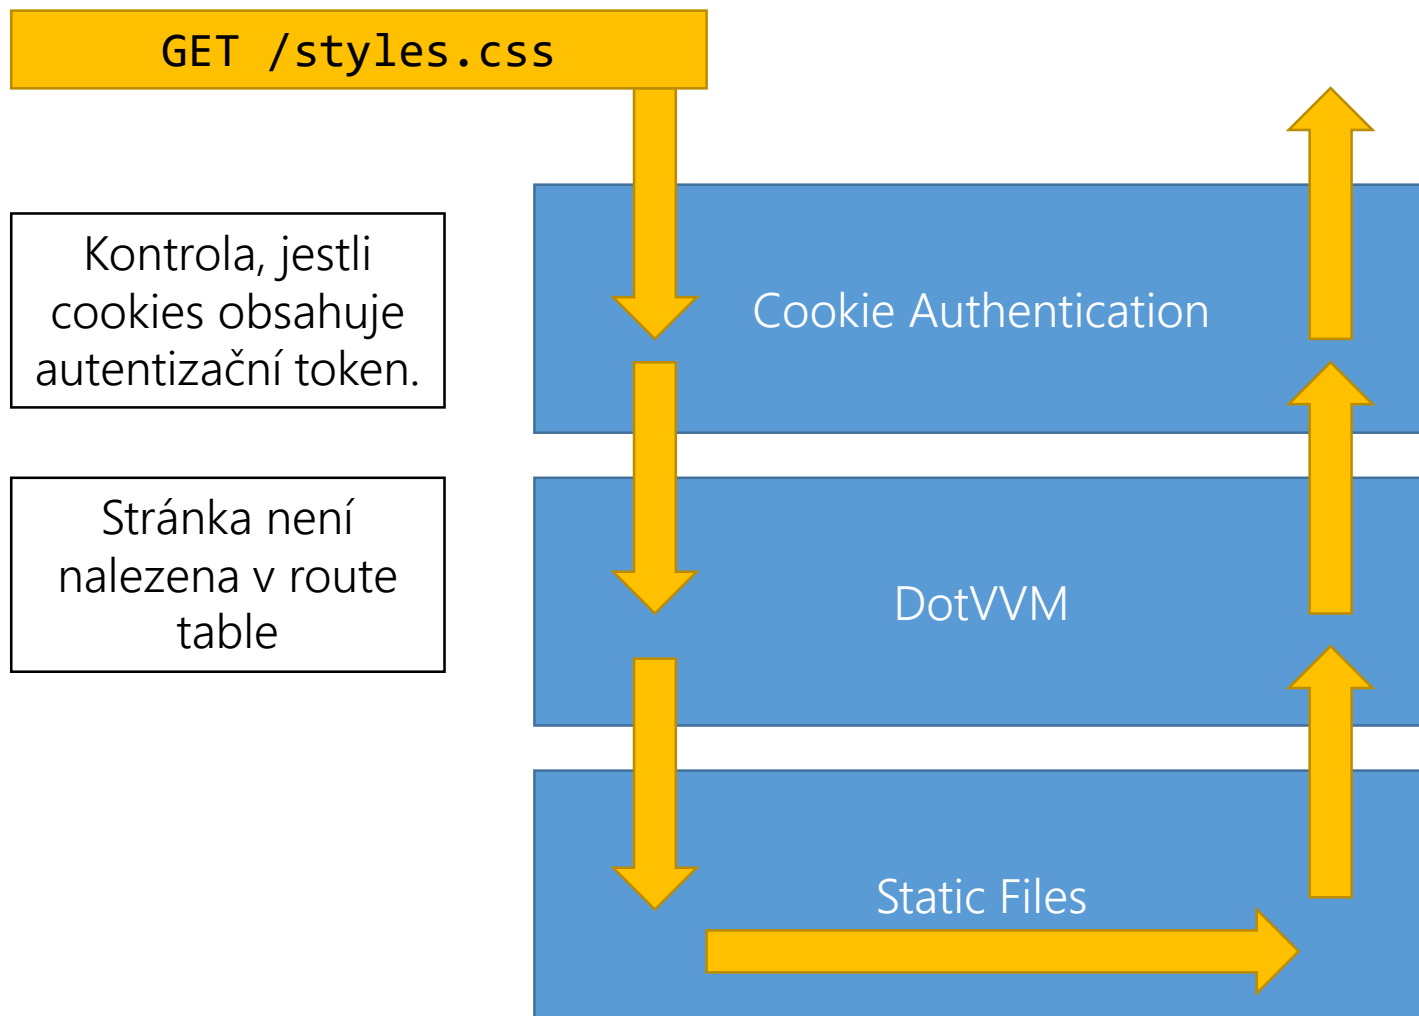 GET /styles.css
Kontrola, jestli
cookies obsahuje
autentizační token.
Cookie Authentication
Stránka není
nalezena v route
table
DotVVM
Static Files